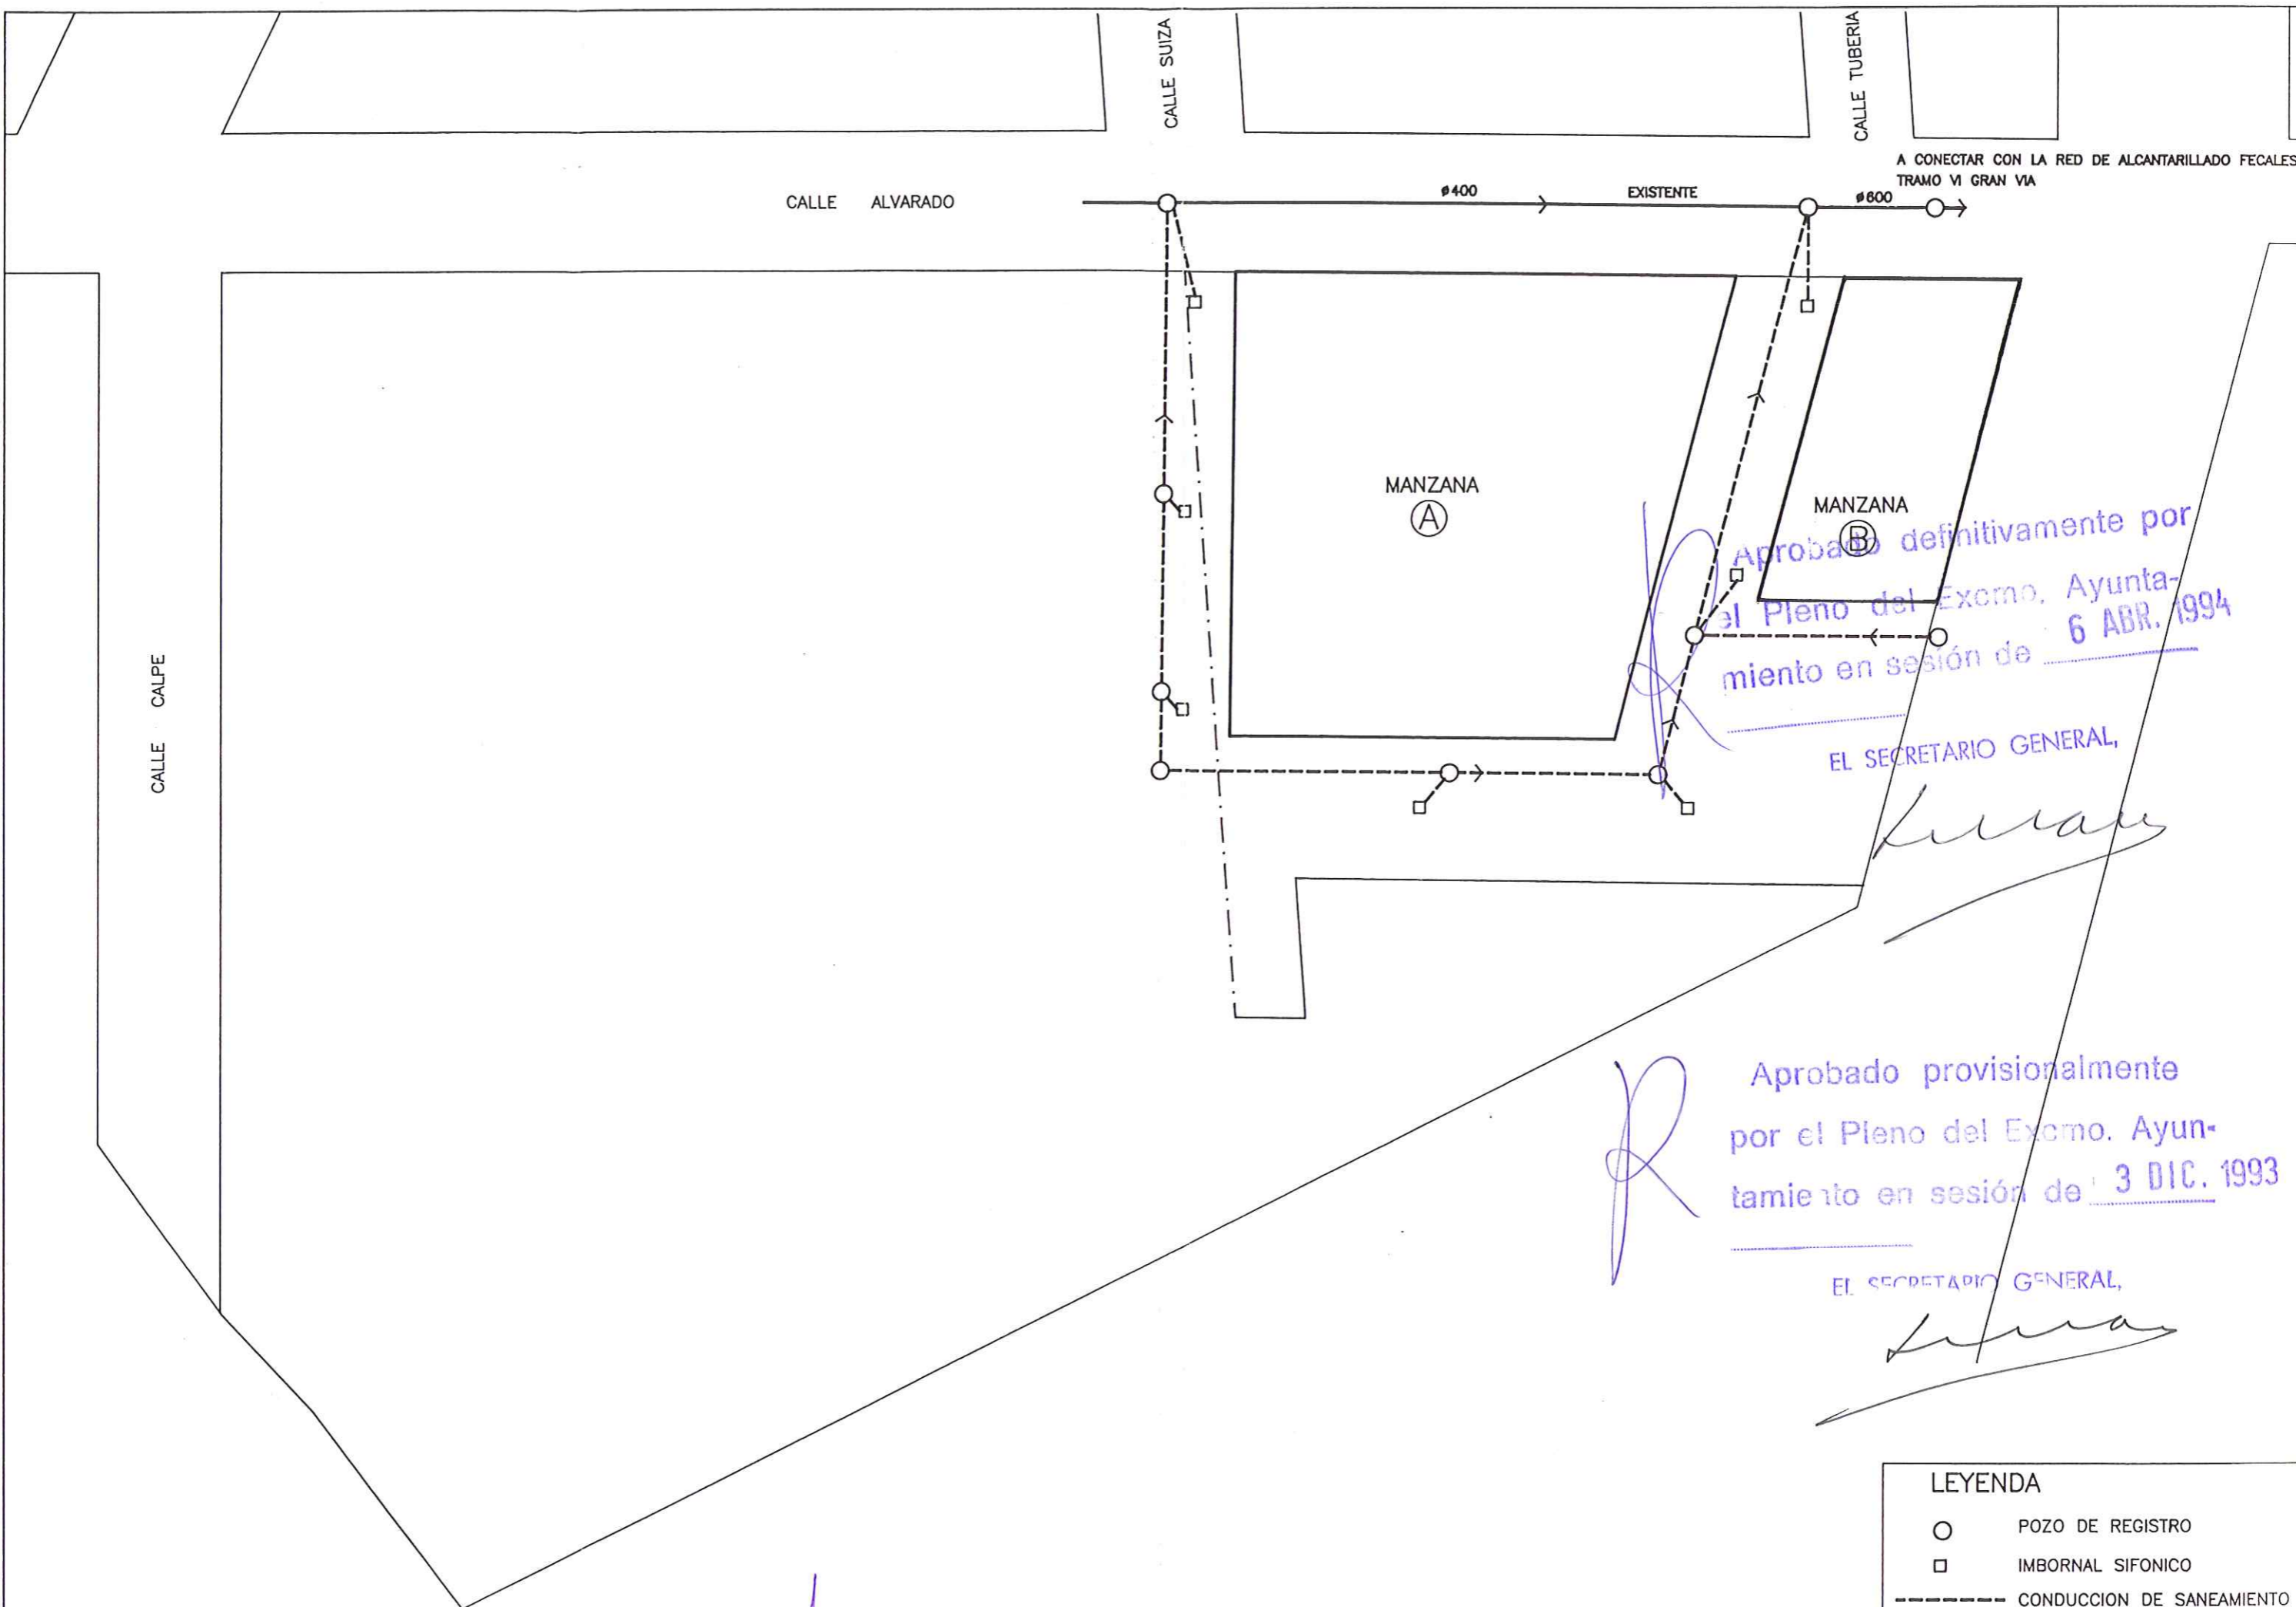 CALLE SUIZA
CALLE TUBERIA
A CONECTAR CON LA RED DE ALCANTARILLADO FECALES
TRAMO VI GRAN VIA
CALLE ALVARADO
ø400
EXISTENTE
ø600
MANZANA
A
MANZANA
B
CALLE CALPE
Aprobado definitivamente por
el Pleno del Excmo. Ayunta-
miento en sesión de 6 ABR. 1994
EL SECRETARIO GENERAL,
Aprobado provisionalmente
por el Pleno del Excmo. Ayun-
tamiento en sesión de 3 DIC. 1993
EL SECRETARIO GENERAL,
LEYENDA
POZO DE REGISTRO
IMBORNAL SIFONICO
CONDUCCION DE SANEAMIENTO